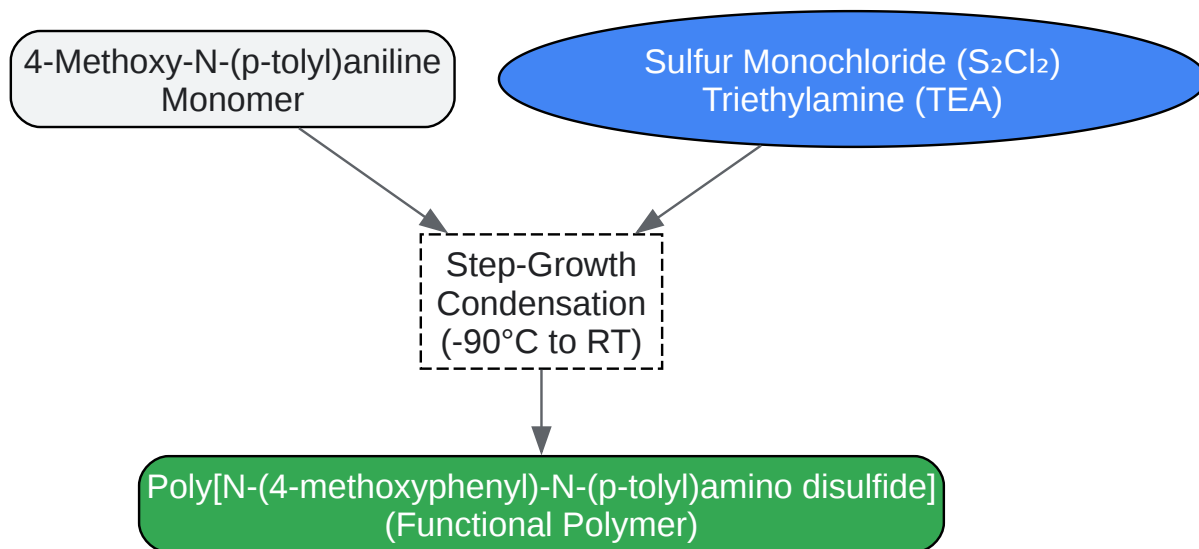 4-Methoxy-N-(p-tolyl)aniline
Monomer
Sulfur Monochloride (S₂Cl₂)
Triethylamine (TEA)
Step-Growth
Condensation
(-90°C to RT)
Poly[N-(4-methoxyphenyl)-N-(p-tolyl)amino disulfide]
(Functional Polymer)